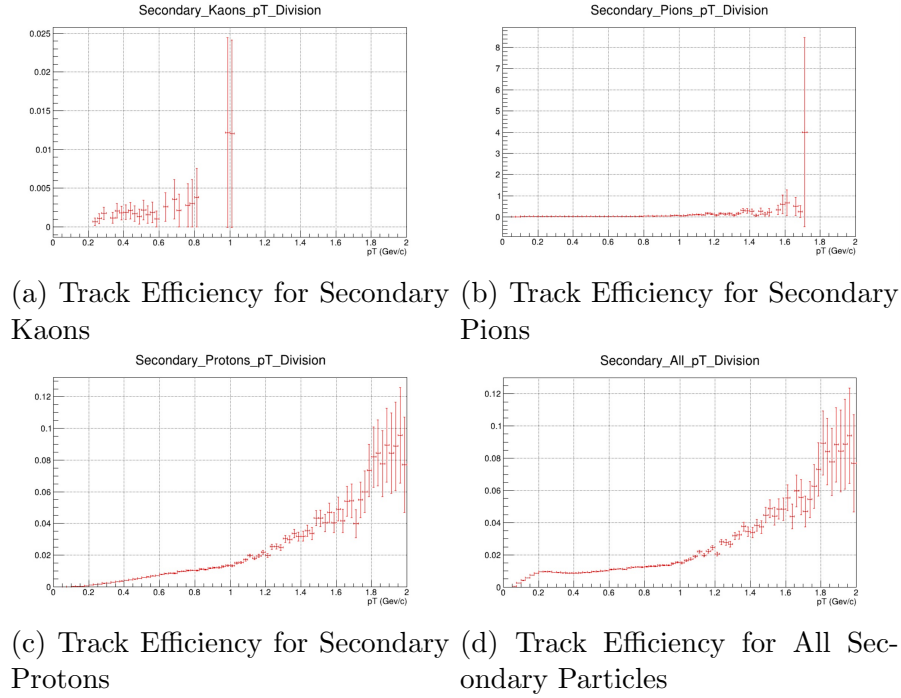 Secondary_Kaons_pT_Division
0.025
0.02
0.015
0.01
0.005
0
0 0.2 0.4 0.6 0.8 1 1.2 1.4 1.6 1.8 2
pT (Gev/c)
(a) Track Efficiency for Secondary
Kaons
Secondary_Pions_pT_Division
8
7
6
5
4
3
2
1
0
0 0.2 0.4 0.6 0.8 1 1.2 1.4 1.6 1.8 2
pT (Gev/c)
(b) Track Efficiency for Secondary
Pions
Secondary_Protons_pT_Division
0.12
0.1
0.08
0.06
0.04
0.02
0
0 0.2 0.4 0.6 0.8 1 1.2 1.4 1.6 1.8 2
pT (Gev/c)
(c) Track Efficiency for Secondary
Protons
Secondary_All_pT_Division
0.12
0.1
0.08
0.06
0.04
0.02
0
0 0.2 0.4 0.6 0.8 1 1.2 1.4 1.6 1.8 2
pT (Gev/c)
(d) Track Efficiency for All Sec-
ondary Particles